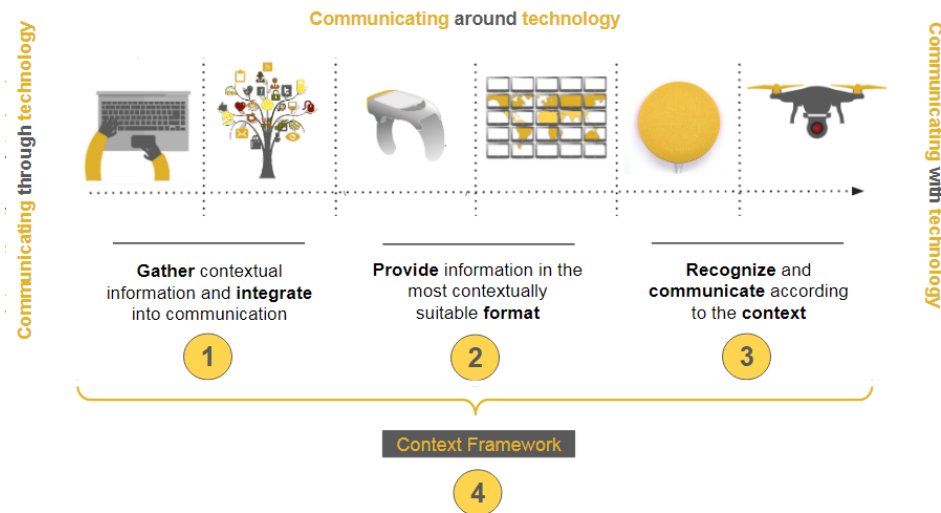 Communicating around technology
Communicating through technology
Communicating with technology
Gather contextual
information and integrate
into communication
1
Provide information in the
most contextually
suitable format
2
Recognize and
communicate according
to the context
3
Context Framework
4